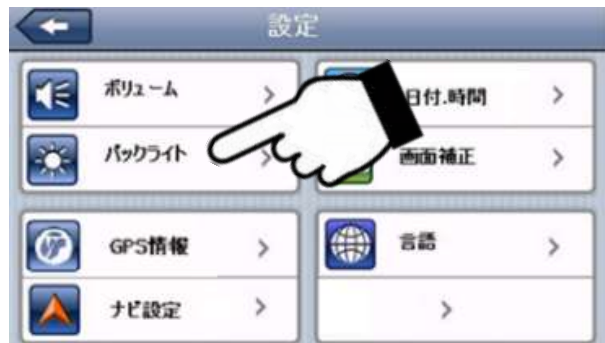 設定
ボリューム
日付.時間
バックライト
画面補正
GPS情報
言語
ナビ設定